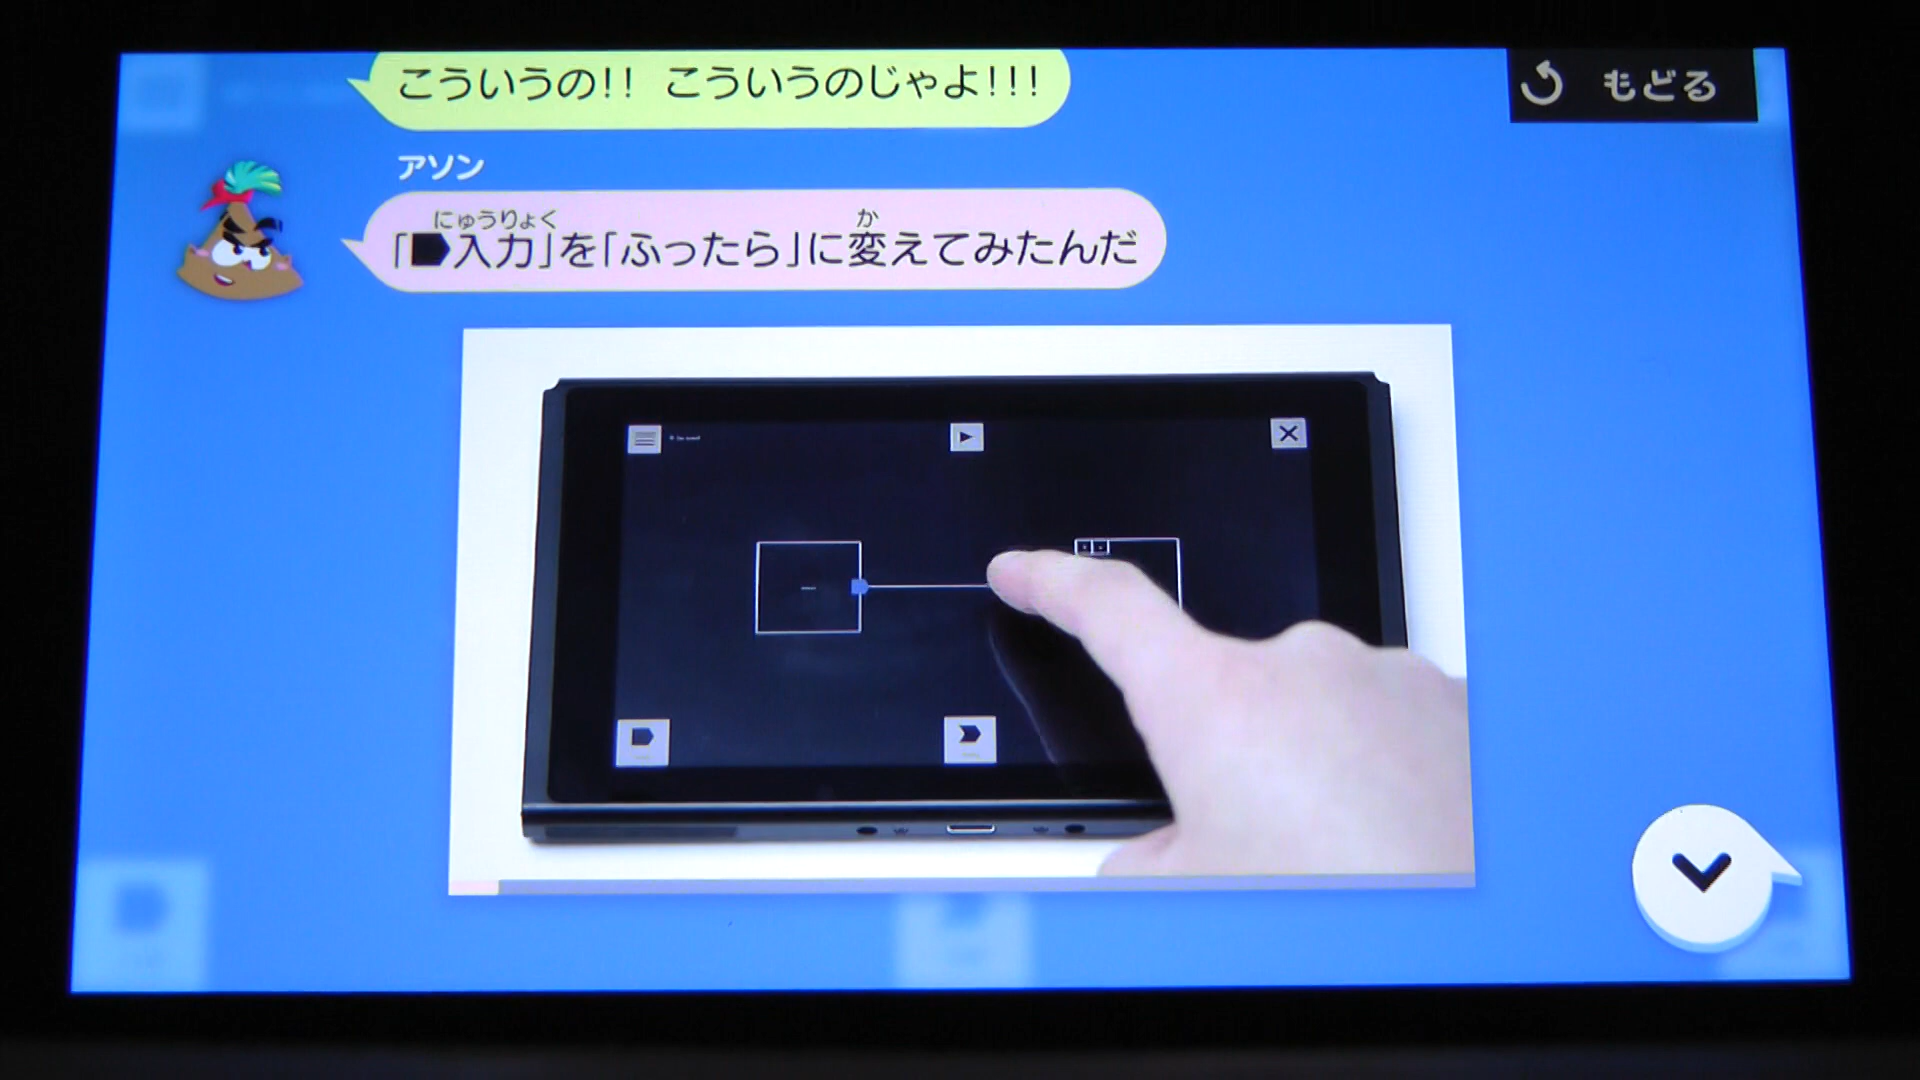 こういうの!! こういうのじゃよ!!!
もどる
アソン
にゅうりょく か
「入力」を「ふったら」に変えてみたんだ